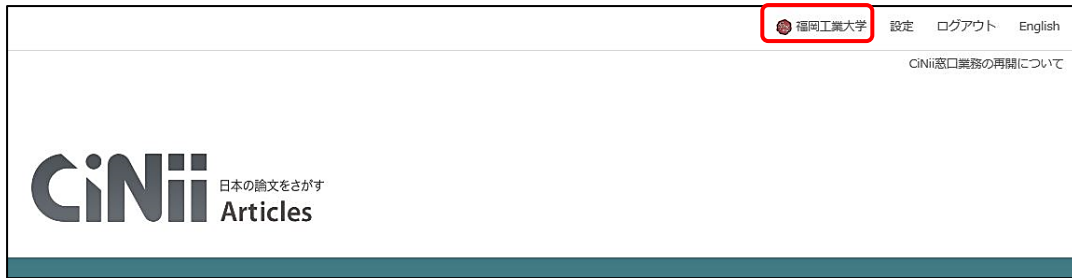 福岡工業大学 設定 ログアウト English
CiNii窓口業務の再開について
CiNii 日本の論文をさがす
Articles